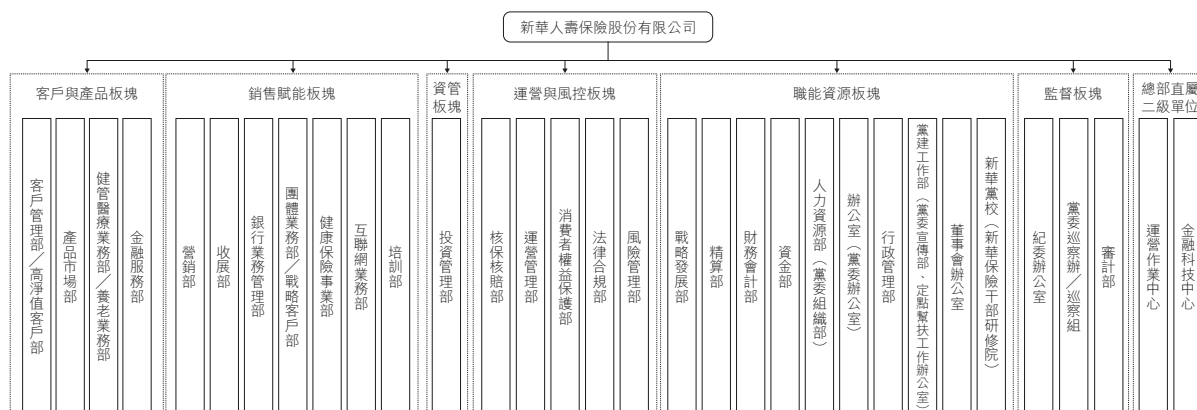 新華人壽保險股份有限公司
客戶與產品板塊
客戶管理部／高淨值客戶部
產品市場部
健管醫療業務部／養老業務部
金融服務部
銷售賦能板塊
營銷部
收展部
銀行業務管理部
團體業務部／戰略客戶部
健康保險事業部
互聯網業務部
培訓部
資管
板塊
投資管理部
運營與風控板塊
核保核賠部
運營管理部
消費者權益保護部
法律合規部
風險管理部
職能資源板塊
戰略發展部
精算部
財務會計部
資金部
人力資源部（黨委組織部）
辦公室（黨委辦公室）
行政管理部
黨建工作部（黨委宣傳部、定點幫扶工作辦公室）
董事會辦公室
新華黨校（新華保險干部研修院）
監督板塊
紀委辦公室
黨委巡察辦／巡察組
審計部
總部直屬
二級單位
運營作業中心
金融科技中心